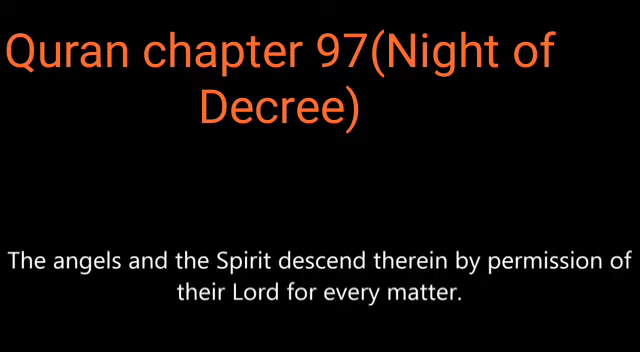 Quran chapter 97(Night of
Decree)
The angels and the Spirit descend therein by permission of
their Lord for every matter.